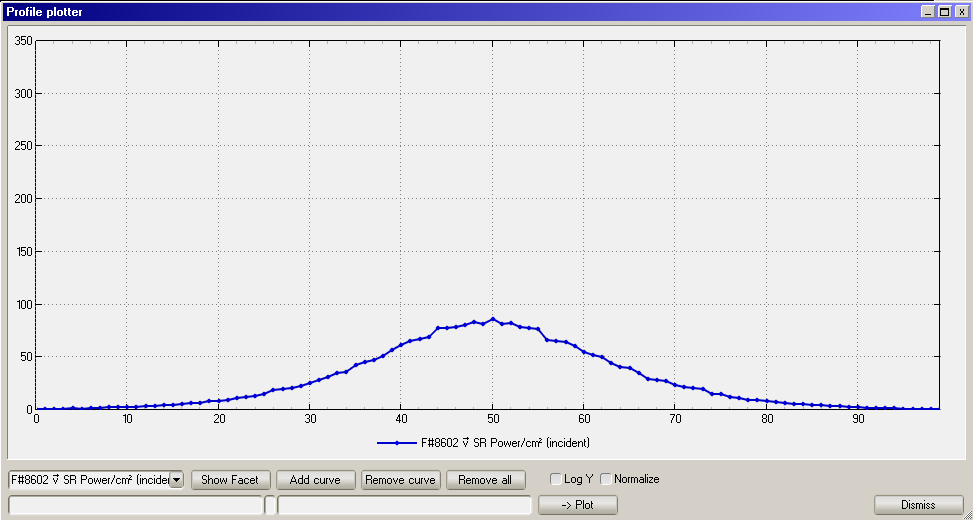 Profile plotter
350
300
250
200
150
100
50
0
0 10 20 30 40 50 60 70 80 90
F#8602 v⃗ SR Power/cm² (incident)
F#8602 v⃗ SR Power/cm² (incider Show Facet Add curve Remove curve Remove all Log Y Normalize
-> Plot Dismiss